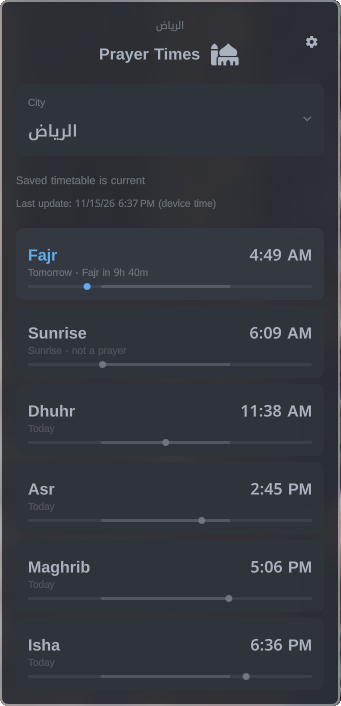 الرياض
Prayer Times
City
الرياض
Saved timetable is current
Last update: 11/15/26 6:37 PM (device time)
Fajr 4:49 AM
Tomorrow · Fajr in 9h 40m
Sunrise 6:09 AM
Sunrise · not a prayer
Dhuhr 11:38 AM
Today
Asr 2:45 PM
Today
Maghrib 5:06 PM
Today
Isha 6:36 PM
Today